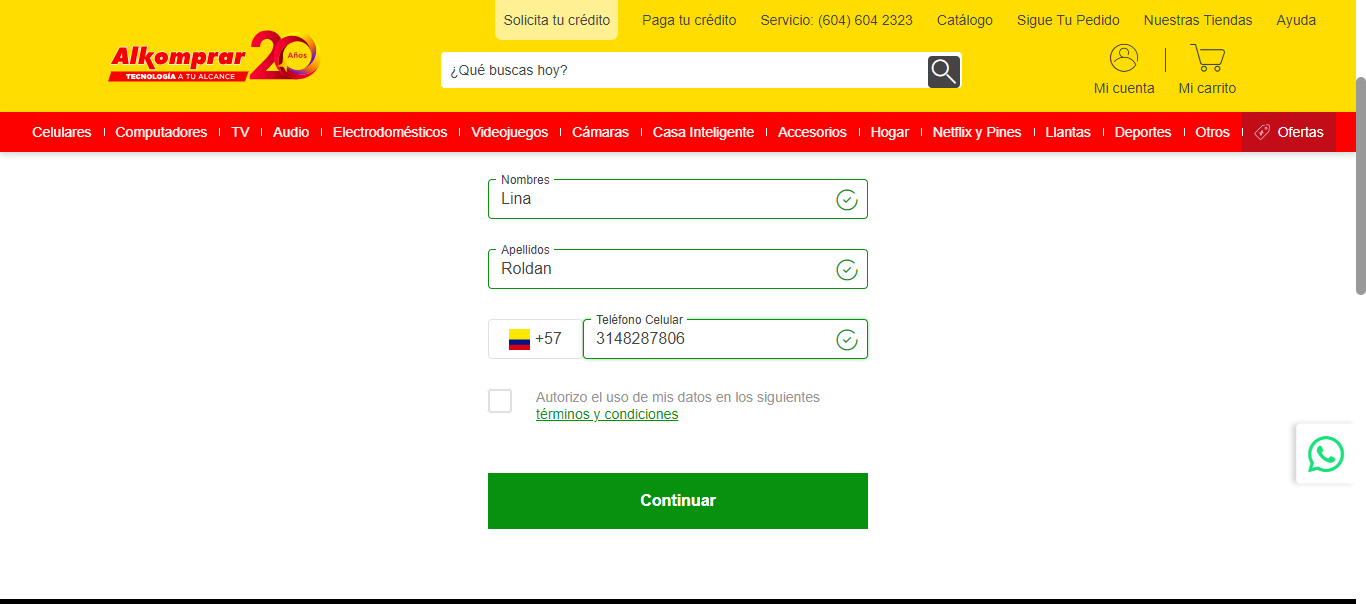 Solicita tu crédito Paga tu crédito Servicio: (604) 604 2323 Catálogo Sigue Tu Pedido Nuestras Tiendas Ayuda
Alkomprar 20 Años
TECNOLOGÍA A TU ALCANCE
¿Qué buscas hoy?
Mi cuenta Mi carrito
Celulares Computadores TV Audio Electrodomésticos Videojuegos Cámaras Casa Inteligente Accesorios Hogar Netflix y Pines Llantas Deportes Otros Ofertas
Nombres
Lina
Apellidos
Roldan
Teléfono Celular
+57 3148287806
Autorizo el uso de mis datos en los siguientes
términos y condiciones
Continuar